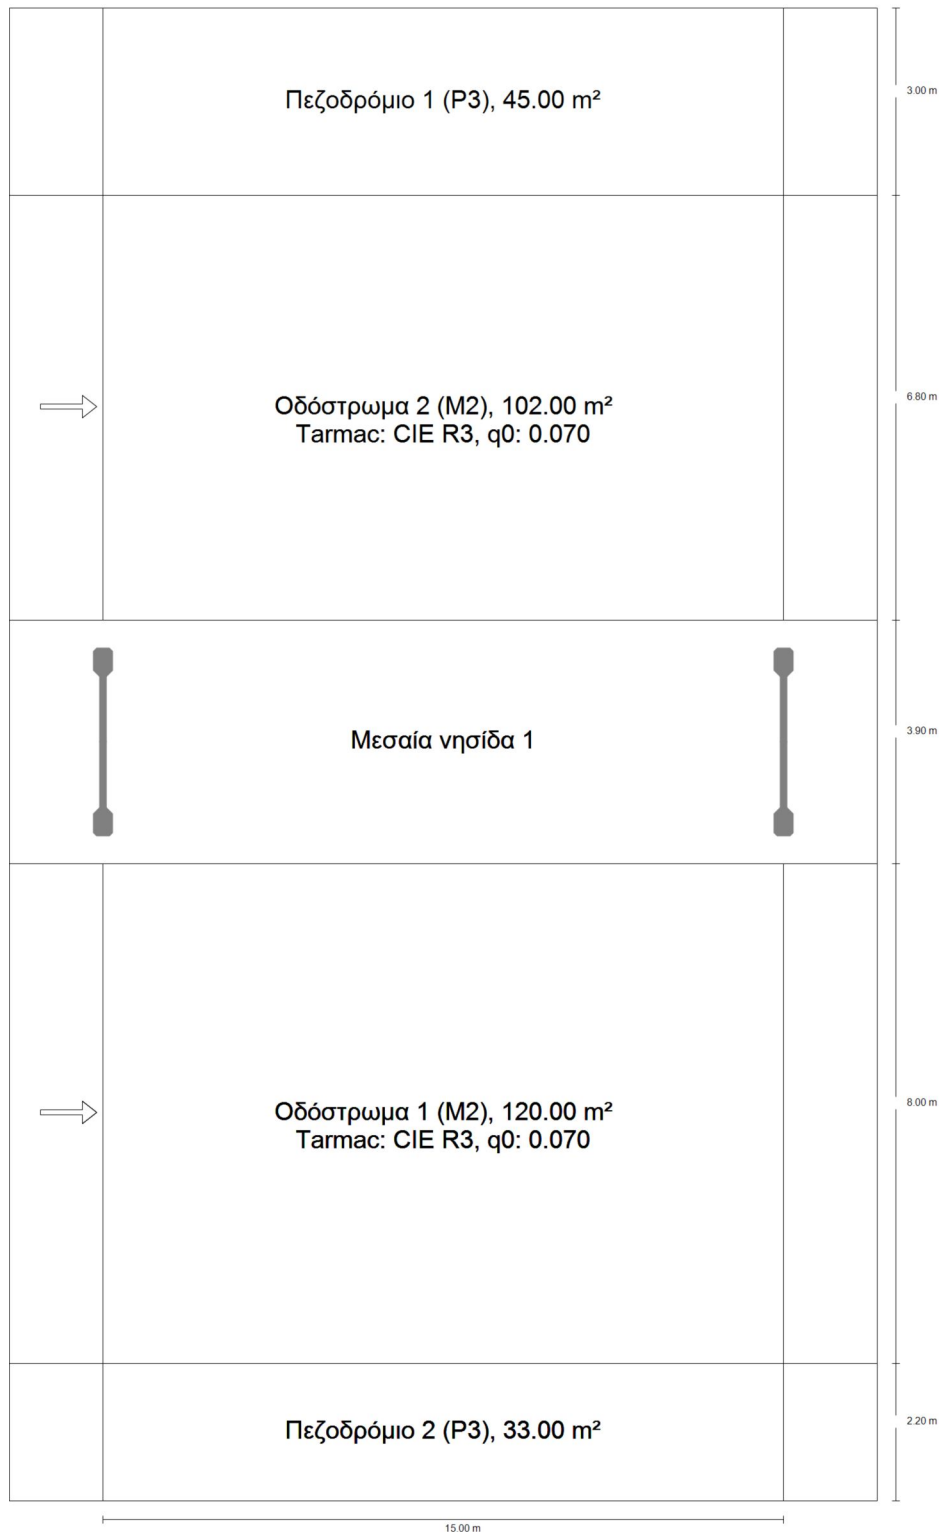 Πεζοδρόμιο 1 (P3), 45.00 m²
3.00 m
Οδόστρωμα 2 (M2), 102.00 m²
Tarmac: CIE R3, q0: 0.070
6.80 m
Μεσαία νησίδα 1
3.90 m
Οδόστρωμα 1 (M2), 120.00 m²
Tarmac: CIE R3, q0: 0.070
8.00 m
Πεζοδρόμιο 2 (P3), 33.00 m²
2.20 m
15.00 m